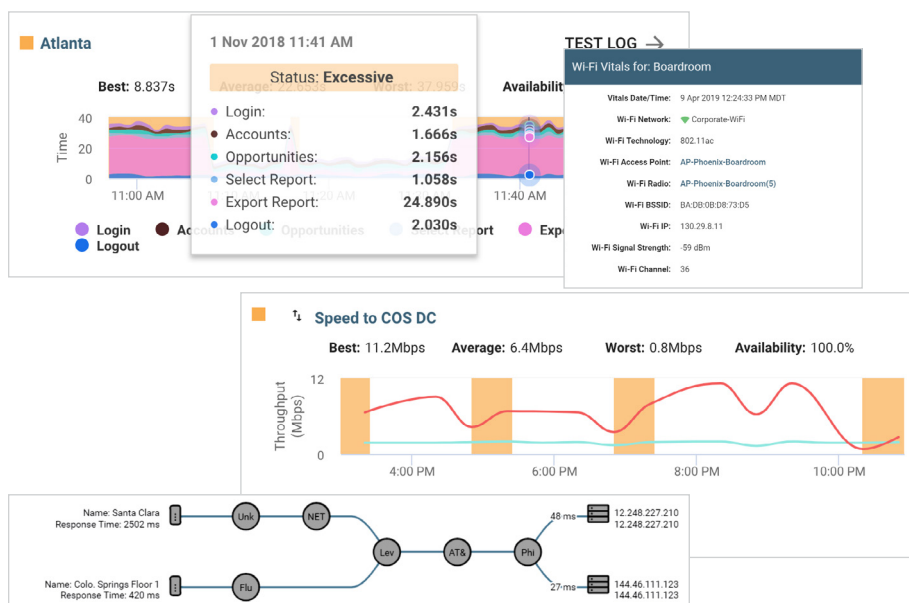 Atlanta
TEST LOG →
Best: 8.837s Average: 22.653s Worst: 37.959s Availabili
Time
40
20
0
11:00 AM
11:40 AM
Login
Accounts
Opportunities
Select Report
Expo
Logout
1 Nov 2018 11:41 AM
Status: Excessive
Login: 2.431s
Accounts: 1.666s
Opportunities: 2.156s
Select Report: 1.058s
Export Report: 24.890s
Logout: 2.030s
Wi-Fi Vitals for: Boardroom
Vitals Date/Time: 9 Apr 2019 12:24:33 PM MDT
Wi-Fi Network: Corporate-WiFi
Wi-Fi Technology: 802.11ac
Wi-Fi Access Point: AP-Phoenix-Boardroom
Wi-Fi Radio: AP-Phoenix-Boardroom(5)
Wi-Fi BSSID: BA:DB:0B:D8:73:D5
Wi-Fi IP: 130.29.8.11
Wi-Fi Signal Strength: -59 dBm
Wi-Fi Channel: 36
Speed to COS DC
Best: 11.2Mbps Average: 6.4Mbps Worst: 0.8Mbps Availability: 100.0%
Throughput
(Mbps)
12
0
4:00 PM 6:00 PM 8:00 PM 10:00 PM
Name: Santa Clara
Response Time: 2502 ms
Unk
NET
Lev
AT&
Phi
48 ms
12.248.227.210
12.248.227.210
Name: Colo. Springs Floor 1
Response Time: 420 ms
Flu
27 ms
144.46.111.123
144.46.111.123